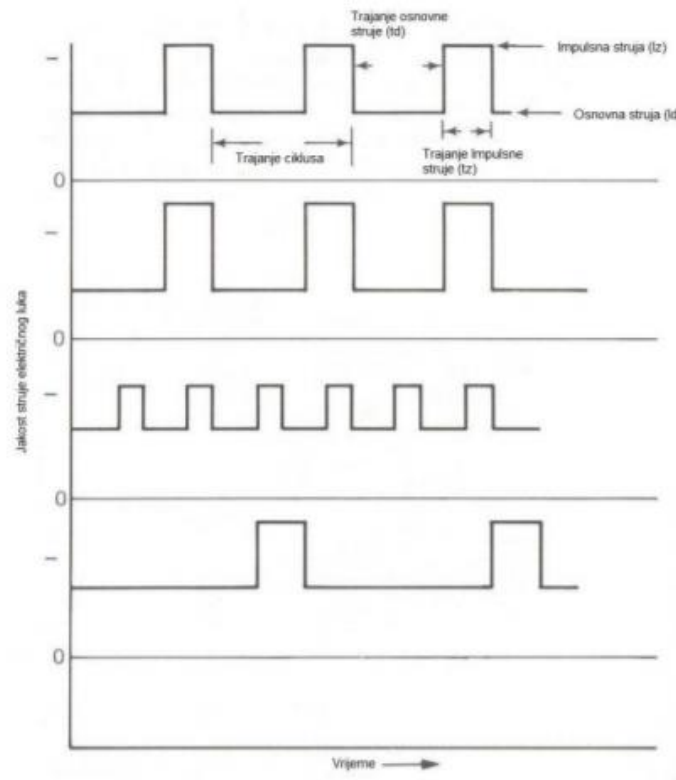 Trajanje osnovne
struje (td)
Impulsna struja (Iz)
Osnovna struja (Id
Trajanje ciklusa
Trajanje Impulsne
struje (tz)
0
0
0
0
Jakost struje električnog luka
Vrijeme